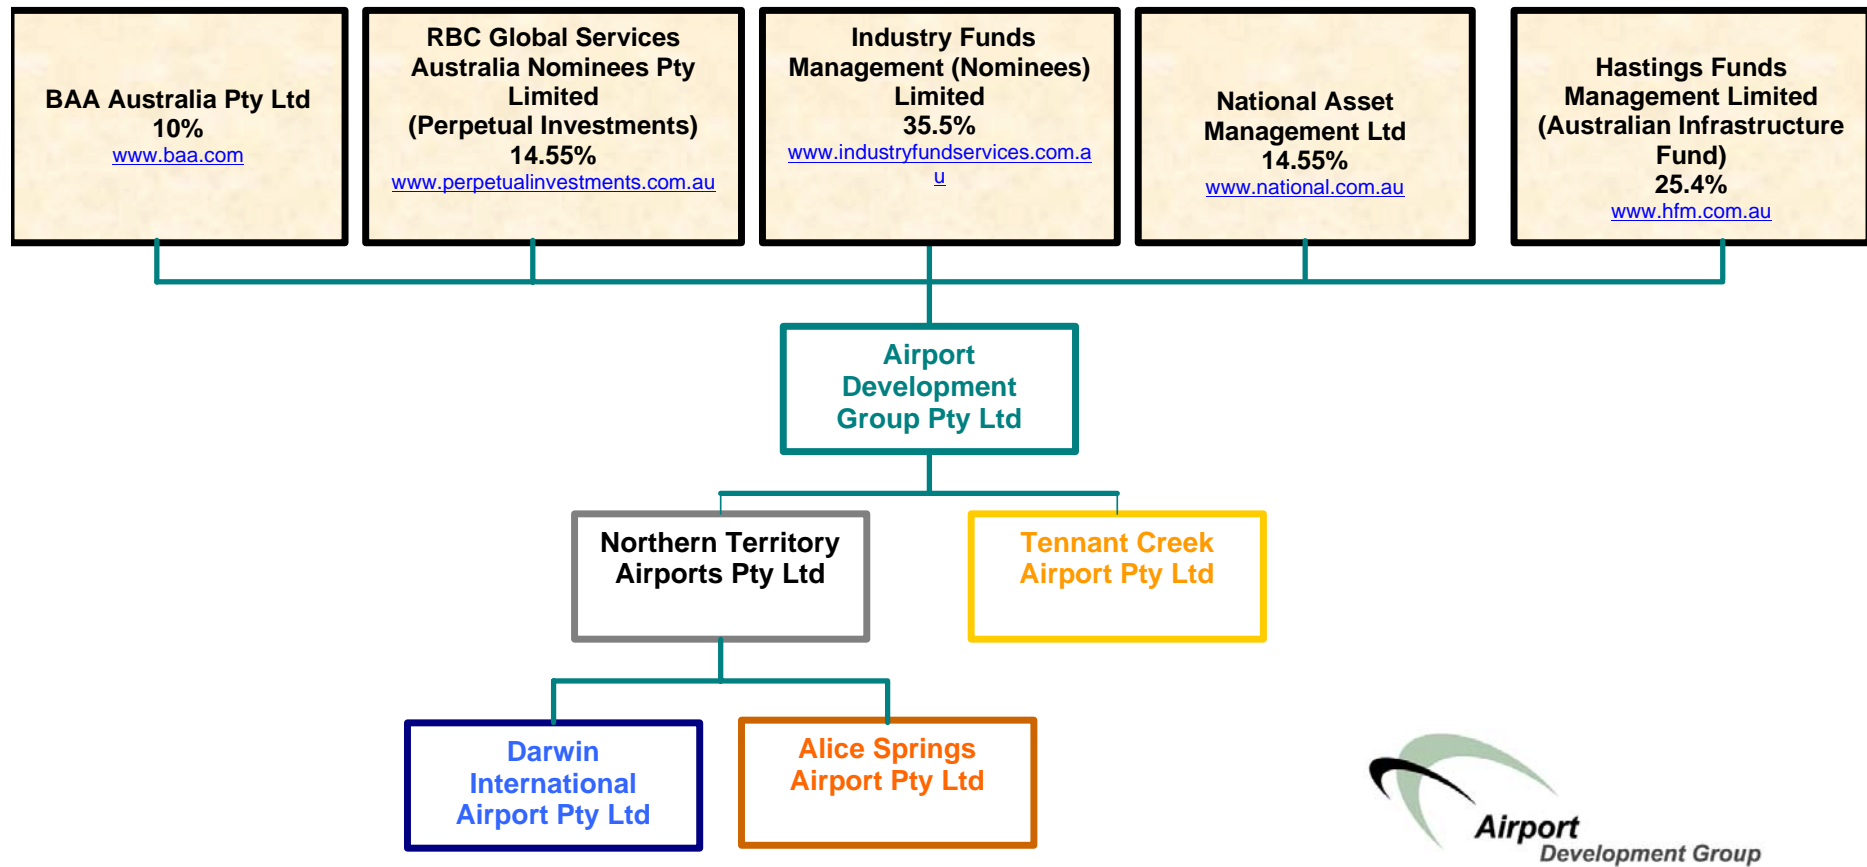 BAA Australia Pty Ltd
10%
www.baa.com
RBC Global Services
Australia Nominees Pty
Limited
(Perpetual Investments)
14.55%
www.perpetualinvestments.com.au
Industry Funds
Management (Nominees)
Limited
35.5%
www.industryfundservices.com.a
u
National Asset
Management Ltd
14.55%
www.national.com.au
Hastings Funds
Management Limited
(Australian Infrastructure
Fund)
25.4%
www.hfm.com.au
Airport
Development
Group Pty Ltd
Northern Territory
Airports Pty Ltd
Tennant Creek
Airport Pty Ltd
Darwin
International
Airport Pty Ltd
Alice Springs
Airport Pty Ltd
Airport
Development Group